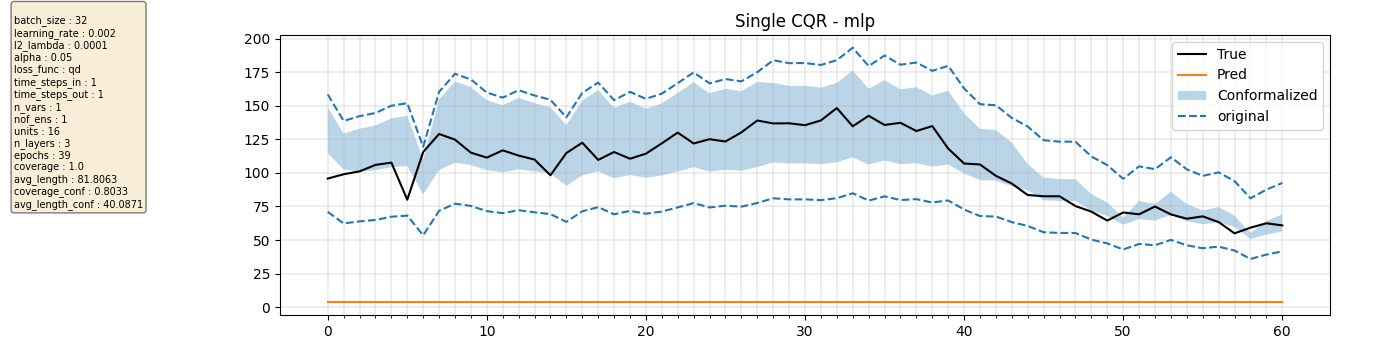 batch_size : 32
learning_rate : 0.002
l2_lambda : 0.0001
alpha : 0.05
loss_func : qd
time_steps_in : 1
time_steps_out : 1
n_vars : 1
nof_ens : 1
units : 16
n_layers : 3
epochs : 39
coverage : 1.0
avg_length : 81.8063
coverage_conf : 0.8033
avg_length_conf : 40.0871
Single CQR - mlp
200
175
150
125
100
75
50
25
0
0 10 20 30 40 50 60
True
Pred
Conformalized
original